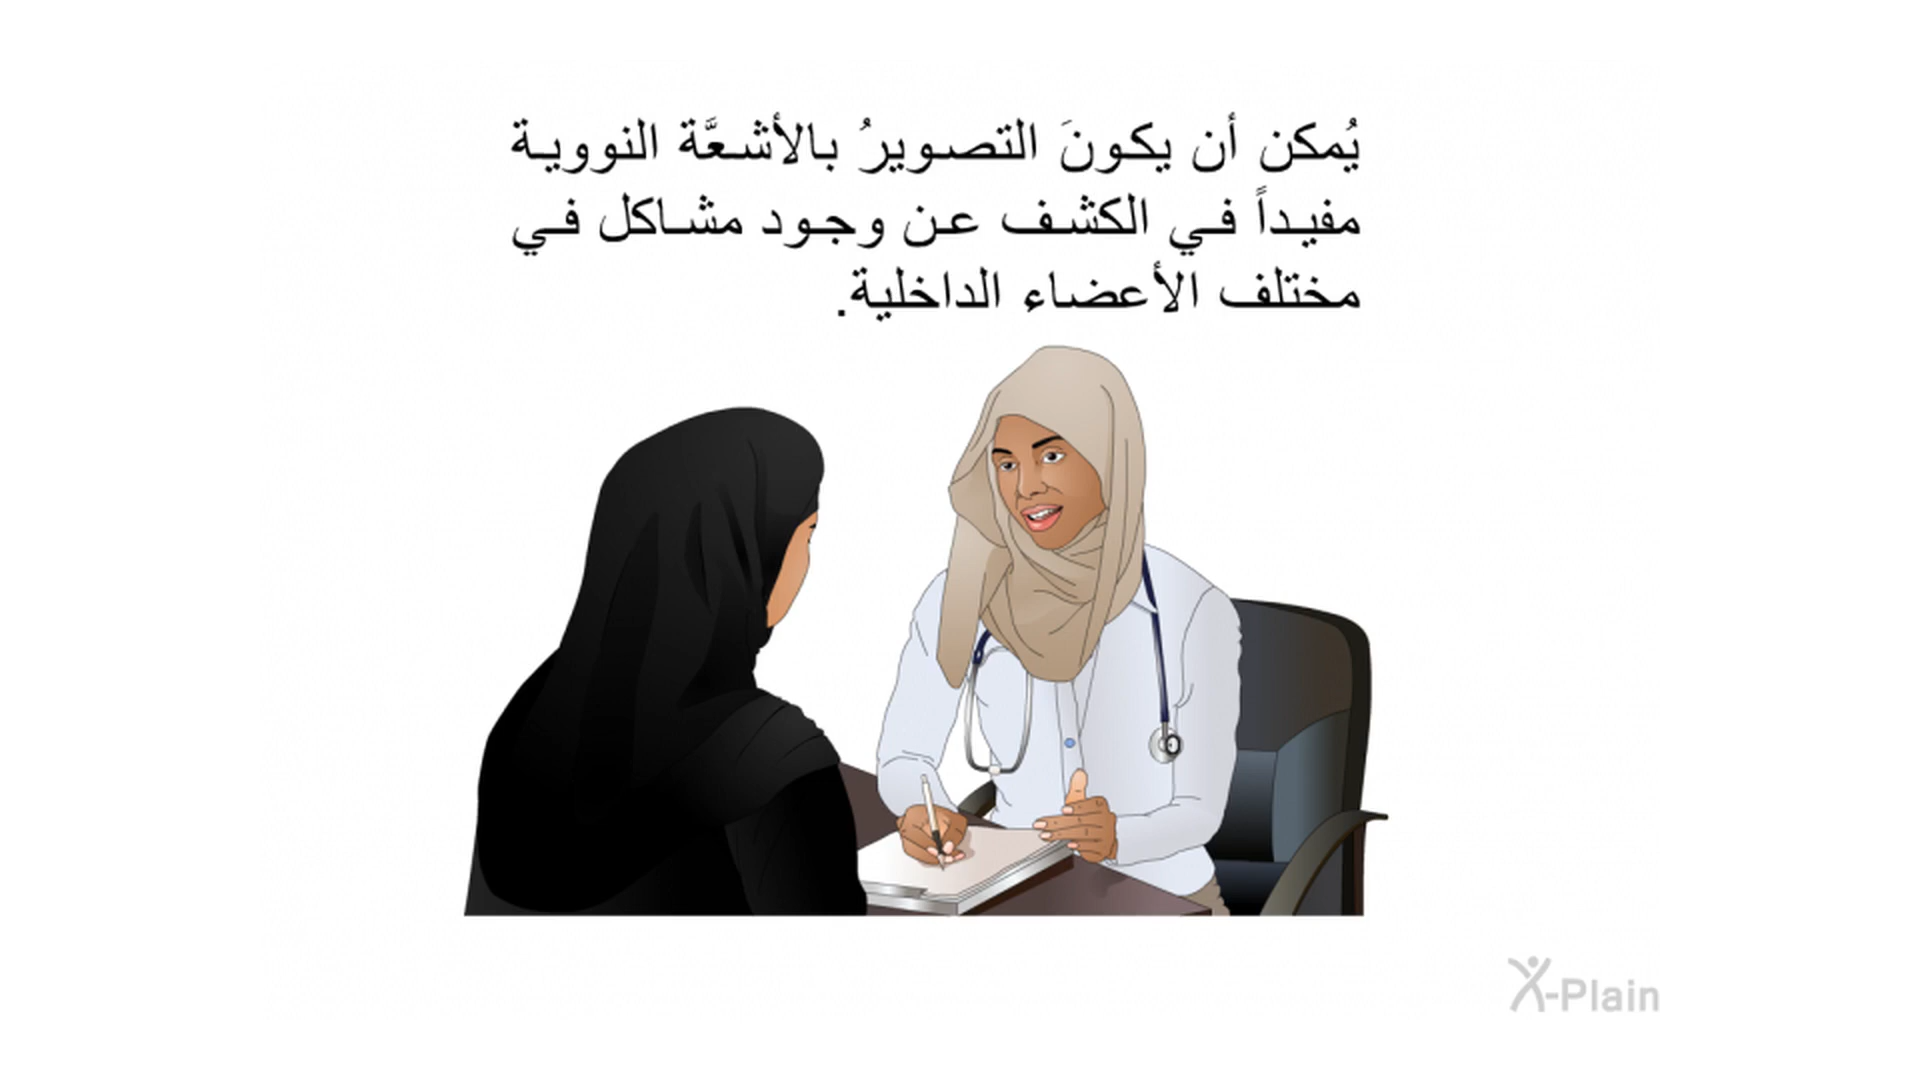 يُمكن أن يكونَ التصويرُ بالأشعَّة النووية
مفيداً في الكشف عن وجود مشاكل في
مختلف الأعضاء الداخلية.
X-Plain